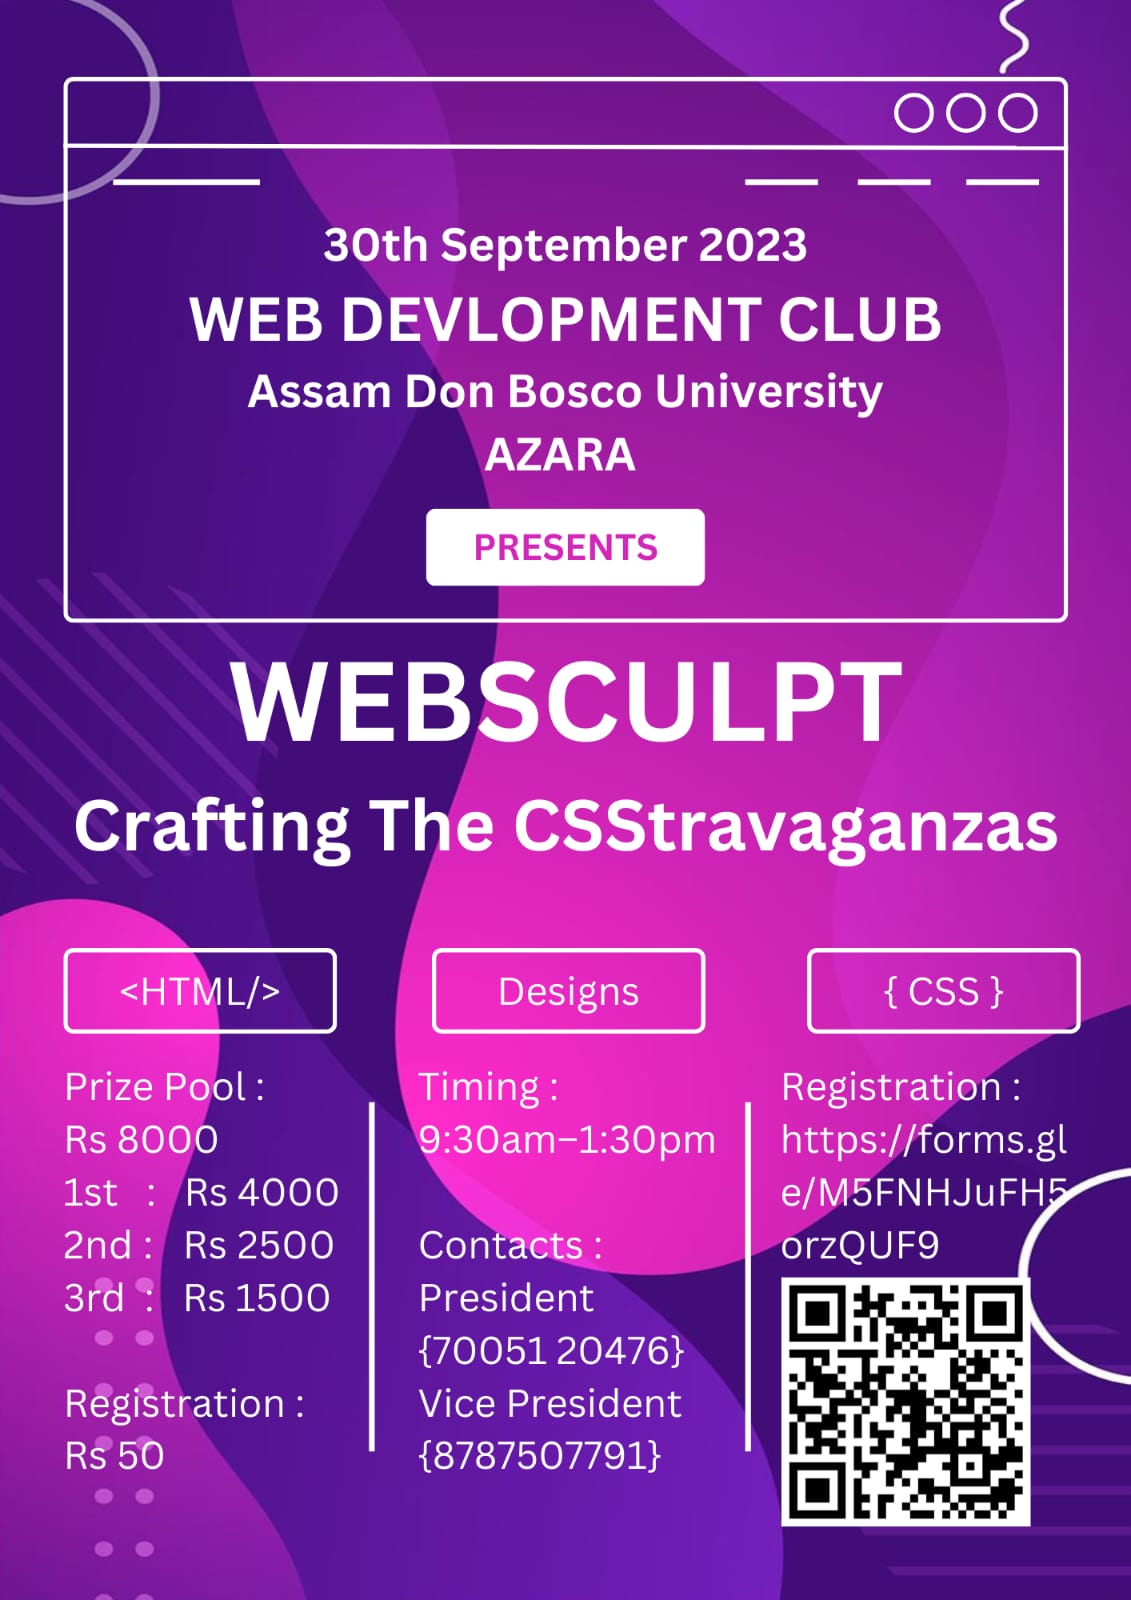 30th September 2023
WEB DEVLOPMENT CLUB
Assam Don Bosco University
AZARA
PRESENTS
WEBSCULPT
Crafting The CSStravaganzas
<HTML/>
Prize Pool :
Rs 8000
1st : Rs 4000
2nd : Rs 2500
3rd : Rs 1500
Registration :
Rs 50
Designs
Timing :
9:30am–1:30pm
Contacts :
President
{70051 20476}
Vice President
{8787507791}
{ CSS }
Registration :
https://forms.gl
e/M5FNHJuFH5
orzQUF9